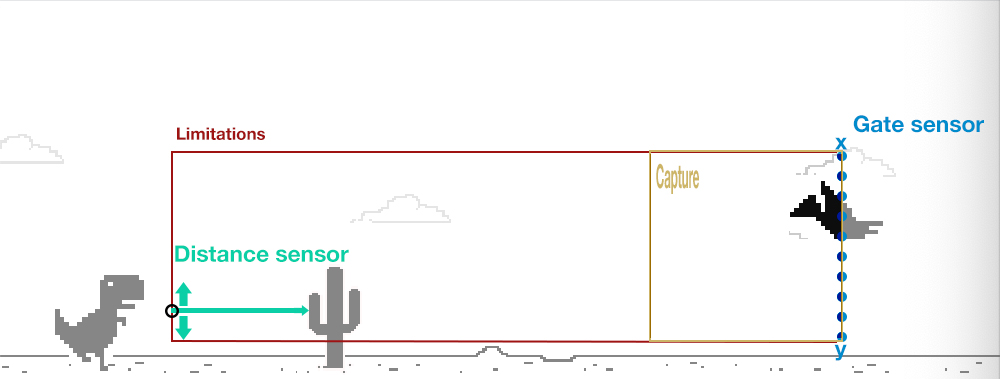 Gate sensor
Limitations
x
Capture
Distance sensor
y